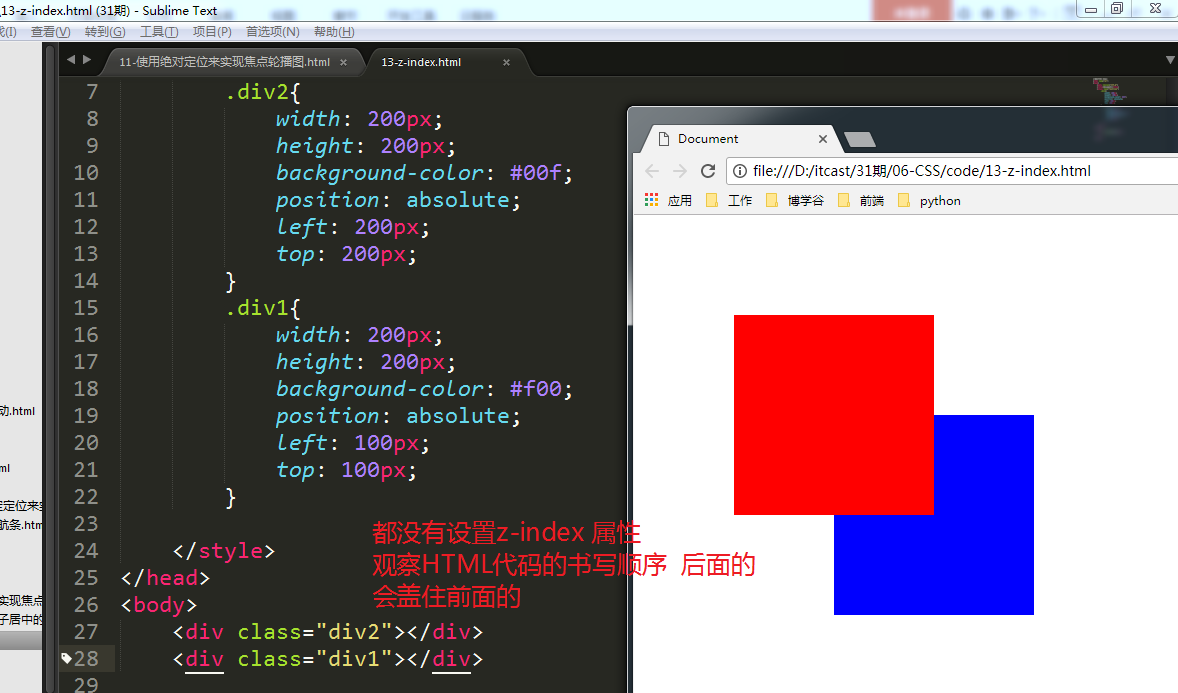 13-z-index.html (31期) - Sublime Text
(I) 查看(V) 转到(G) 工具(T) 项目(P) 首选项(N) 帮助(H)
11-使用绝对定位来实现焦点轮播图.html × 13-z-index.html ×
7 .div2{
8 width: 200px;
9 height: 200px;
10 background-color: #00f;
11 position: absolute;
12 left: 200px;
13 top: 200px;
14 }
15 .div1{
16 width: 200px;
17 height: 200px;
18 background-color: #f00;
19 position: absolute;
20 left: 100px;
21 top: 100px;
22 }
23
24 </style>
25 </head>
26 <body>
27 <div class="div2"></div>
28 <div class="div1"></div>
29
动.html
ml
定位来实
航条.htm
实现焦点
子居中的
都没有设置z-index 属性
观察HTML代码的书写顺序 后面的
会盖住前面的
Document ×
file:///D:/itcast/31期/06-CSS/code/13-z-index.html
应用 工作 博学谷 前端 python